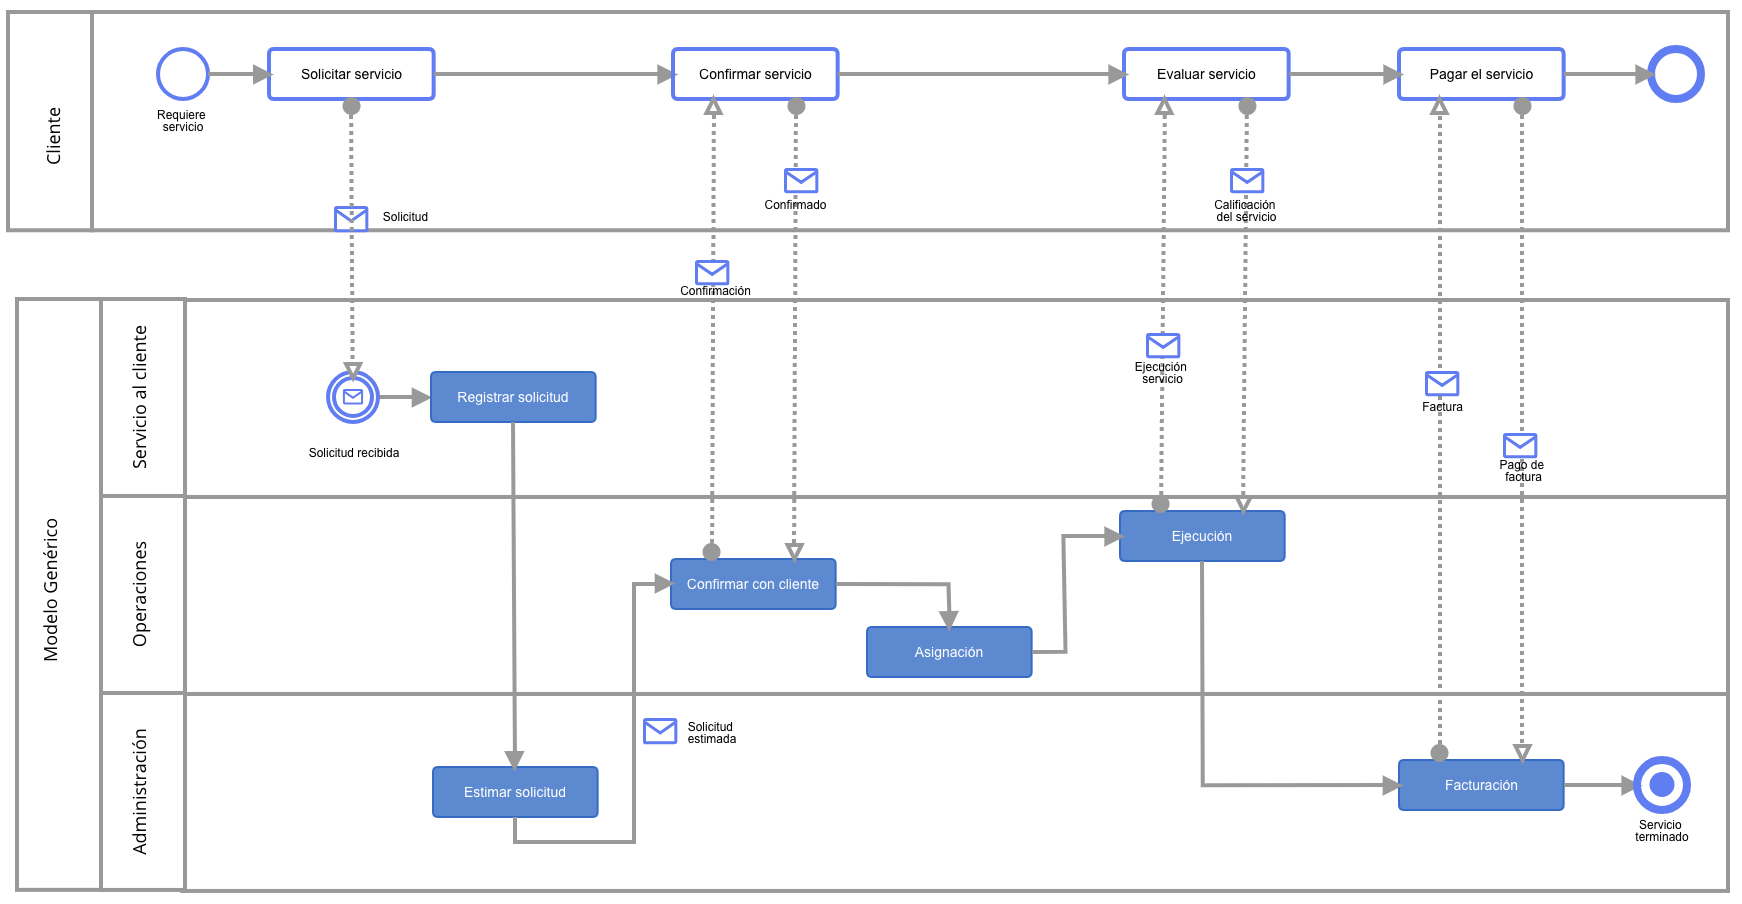 Cliente
Requiere
servicio
Solicitar servicio
Confirmar servicio
Evaluar servicio
Pagar el servicio
Solicitud
Confirmado
Calificación
del servicio
Confirmación
Modelo Genérico
Servicio al cliente
Solicitud recibida
Registrar solicitud
Ejecución
servicio
Factura
Pago de
factura
Operaciones
Confirmar con cliente
Asignación
Ejecución
Administración
Solicitud
estimada
Estimar solicitud
Facturación
Servicio
terminado